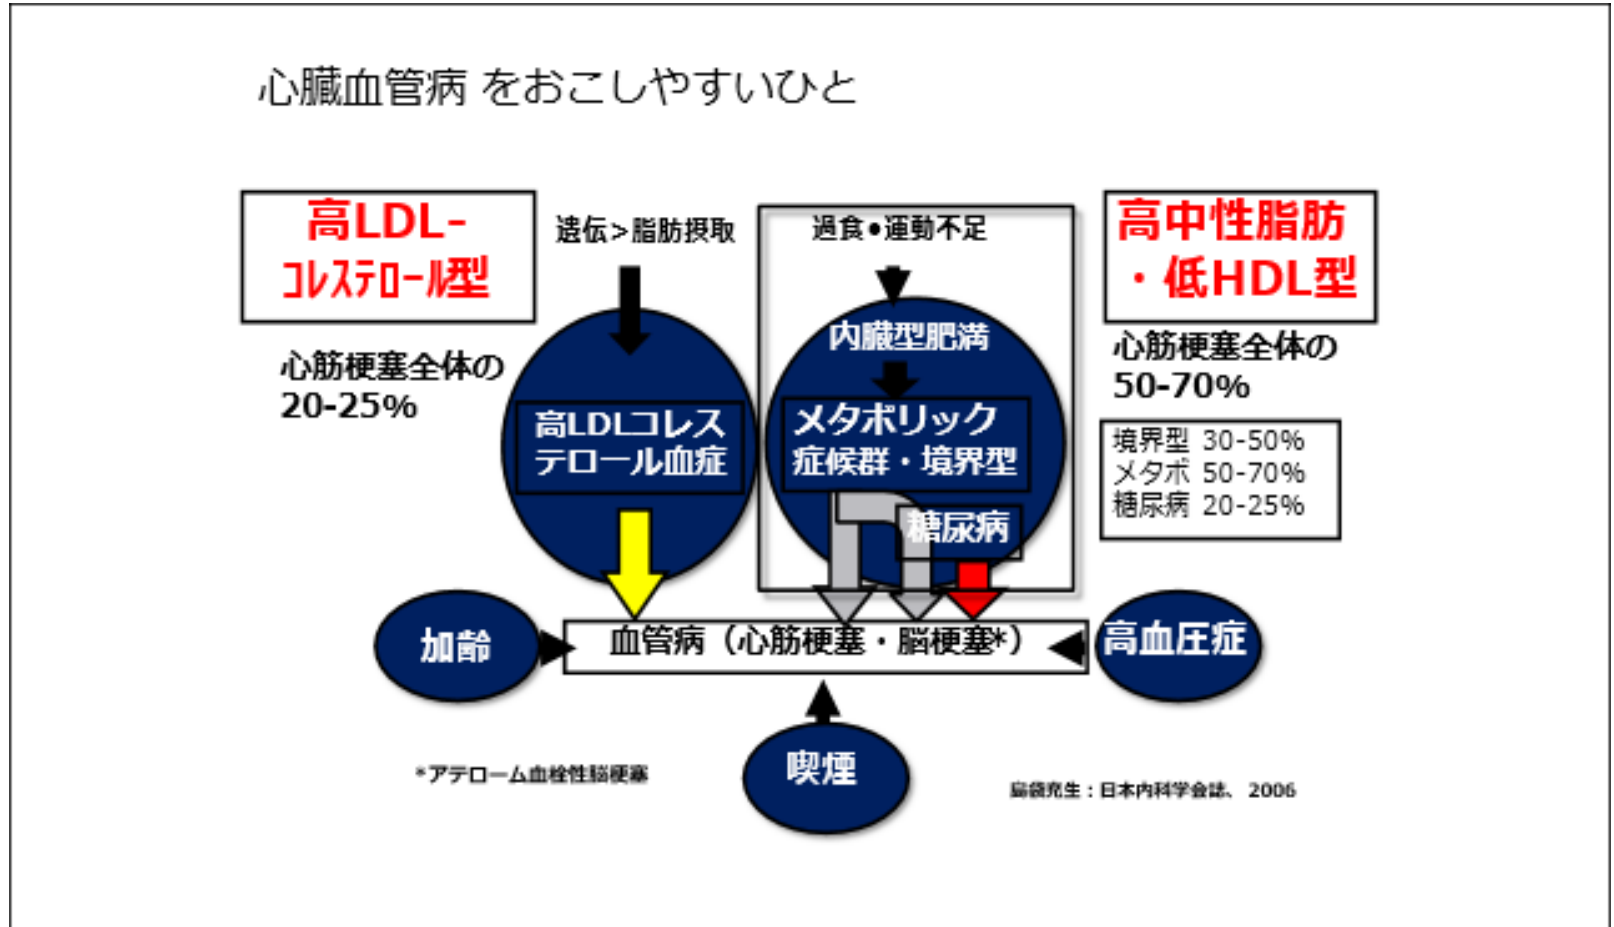 心臓血管病 をおこしやすいひと
高LDL-
コレステロール型
心筋梗塞全体の
20-25%
遺伝>脂肪摂取
高LDLコレス
テロール血症
過食•運動不足
内臓型肥満
メタボリック
症候群・境界型
糖尿病
高中性脂肪
・低HDL型
心筋梗塞全体の
50-70%
境界型 30-50%
メタボ 50-70%
糖尿病 20-25%
加齢
血管病（心筋梗塞・脳梗塞*）
高血圧症
喫煙
*アテローム血栓性脳梗塞
島袋充生：日本内科学会誌、 2006